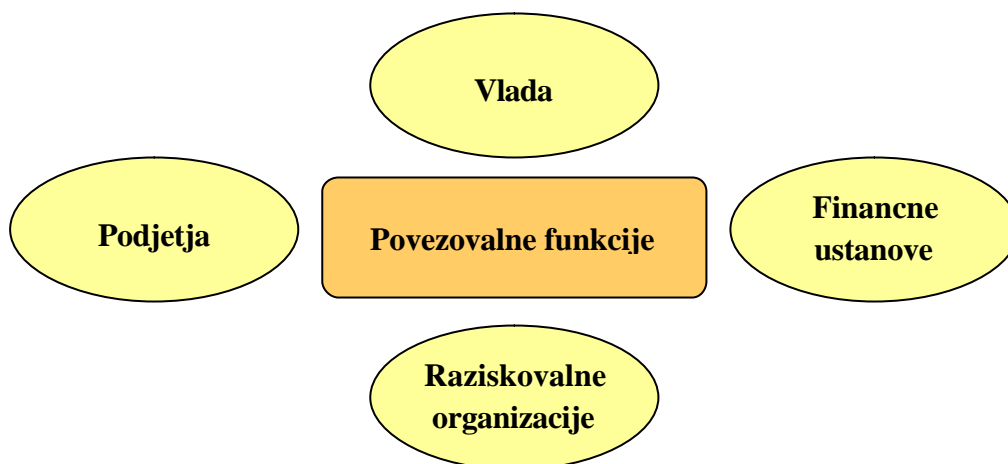 Vlada
Podjetja
Povezovalne funkcije
Financne
ustanove
Raziskovalne
organizacije